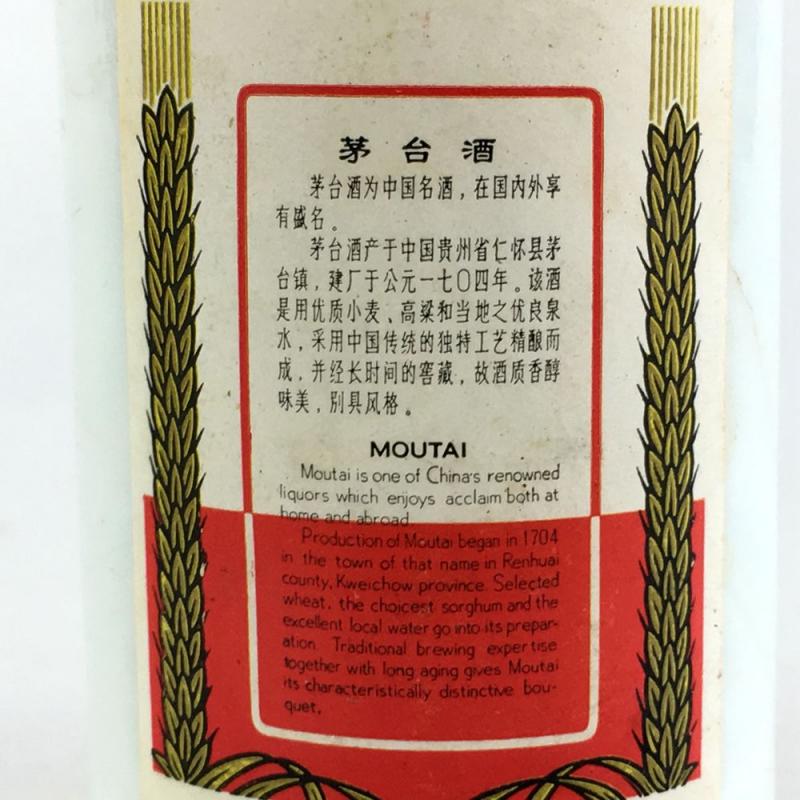 茅台酒
茅台酒为中国名酒，在国内外享
有盛名。
茅台酒产于中国贵州省仁怀县茅
台镇，建厂于公元一七〇四年。该酒
是用优质小麦、高粱和当地之优良泉
水，采用中国传统的独特工艺精酿而
成，并经长时间的窖藏，故酒质香醇
味美，别具风格。
MOUTAI
Moutai is one of China's renowned
liquors which enjoys acclaim both at
home and abroad
Production of Moutai began in 1704
in the town of that name in Renhuai
county, Kweichow province. Selected
wheat, the choicest sorghum and the
excellent local water go into its prepar-
ation. Traditional brewing expertise
together with long aging gives Moutai
its characteristically distinctive bou-
quet.